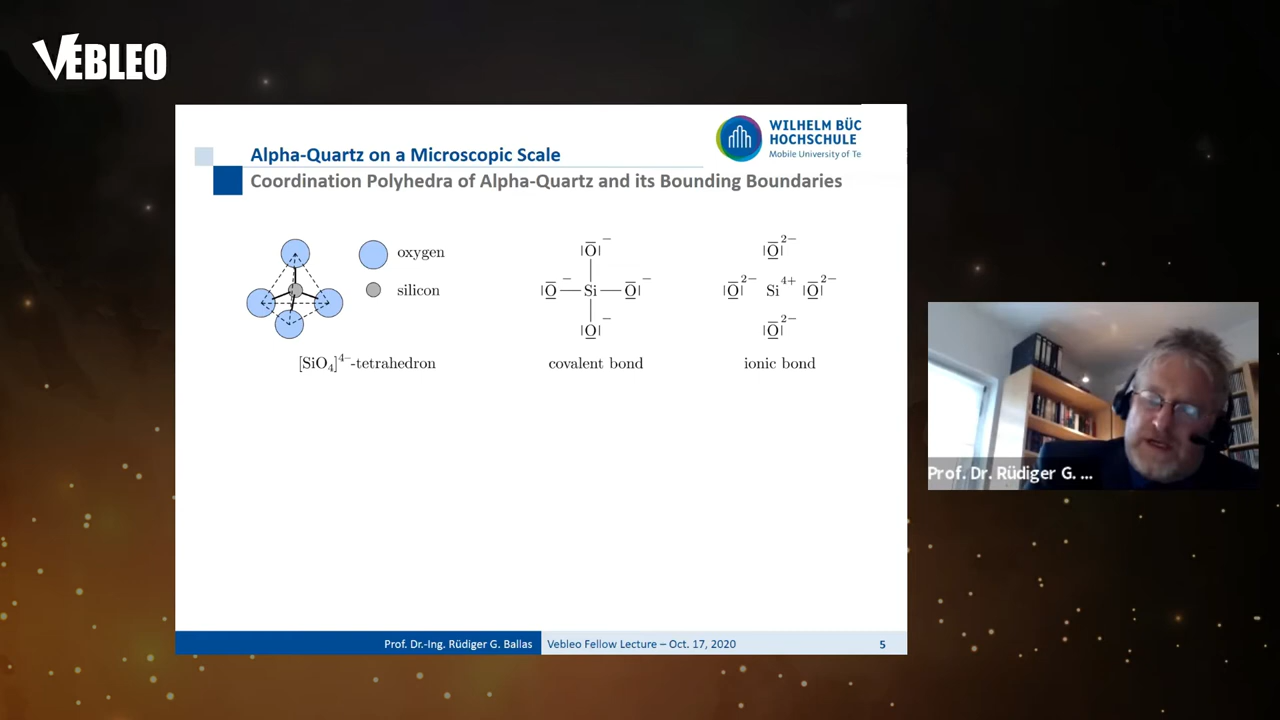 VEBLEO
WILHELM BÜC
HOCHSCHULE
Mobile University of Te
Alpha-Quartz on a Microscopic Scale
Coordination Polyhedra of Alpha-Quartz and its Bounding Boundaries
oxygen
silicon
[SiO₄]⁴⁻-tetrahedron
|O̅|⁻
|O̲̅⁻—Si—O̲̅|⁻
|O̲|⁻
covalent bond
|O̲̅|²⁻
|O̲̅|²⁻ Si⁴⁺ |O̲̅|²⁻
|O̲̅|²⁻
ionic bond
Prof. Dr. Rüdiger G. ...
Prof. Dr.-Ing. Rüdiger G. Ballas
Vebleo Fellow Lecture – Oct. 17, 2020
5